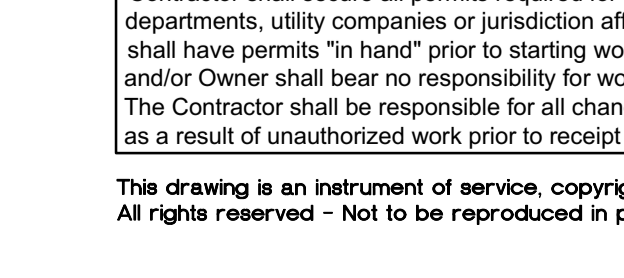 Contractor shall secure all permits required for
departments, utility companies or jurisdiction
shall have permits "in hand" prior to starting
and/or Owner shall bear no responsibility for
The Contractor shall be responsible for all
as a result of unauthorized work prior to receipt
This drawing is an instrument of service,
All rights reserved - Not to be reproduced in